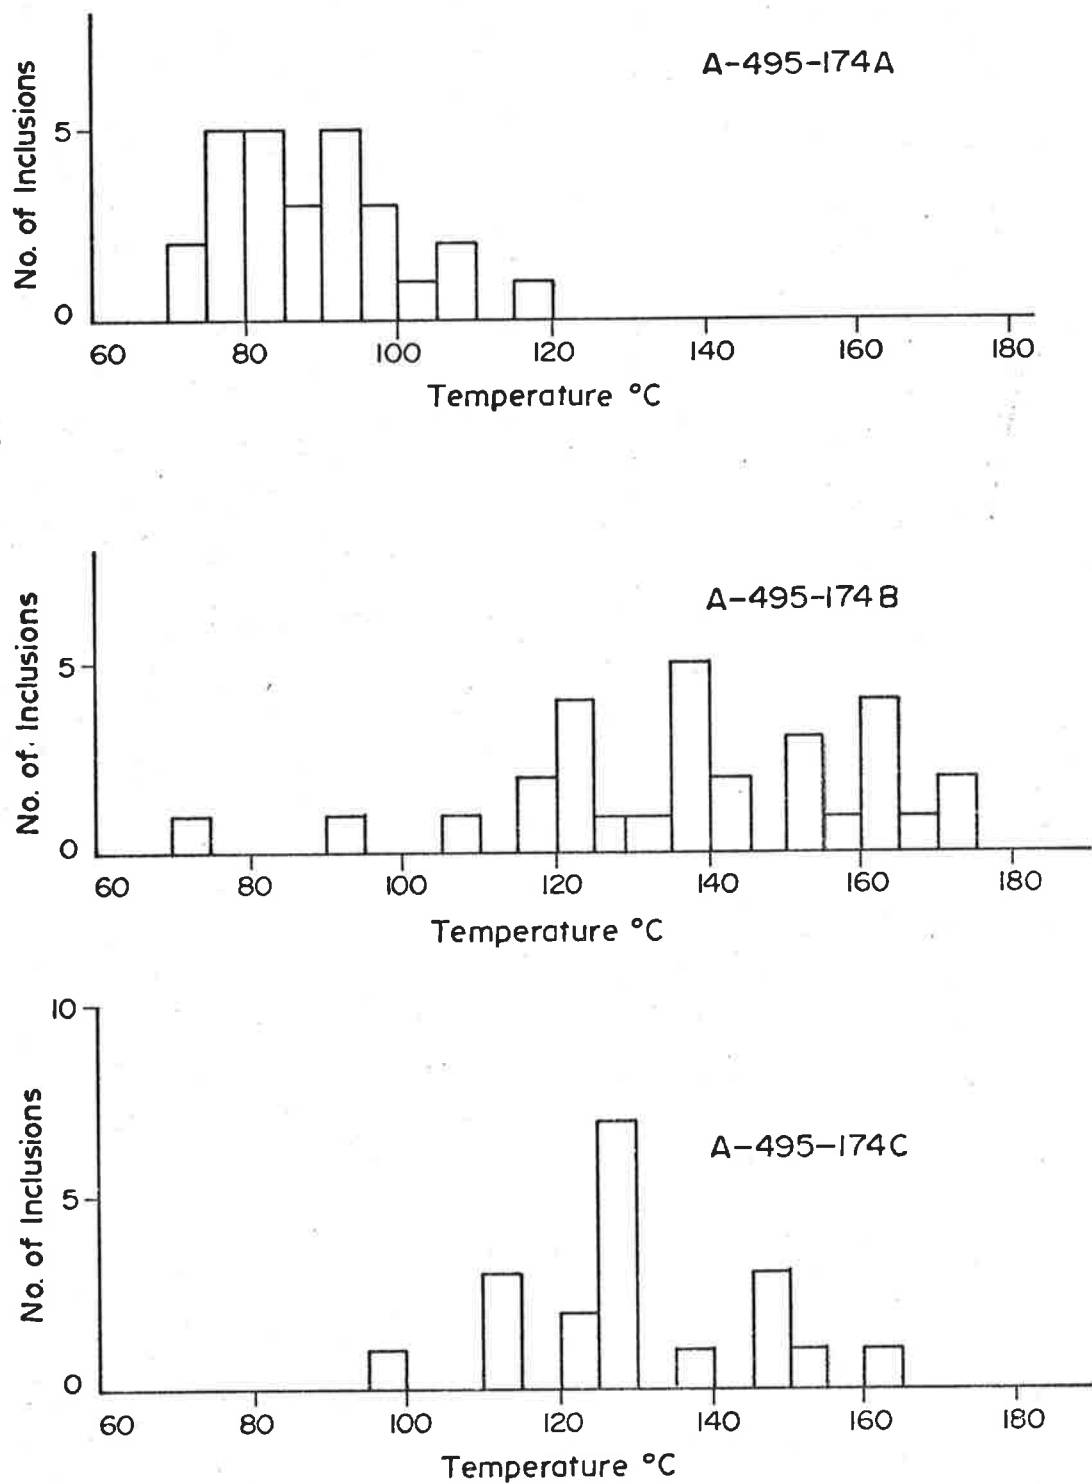 A-495-174A
No. of Inclusions
5
0
60 80 100 120 140 160 180
Temperature °C
A-495-174B
No. of Inclusions
5
0
60 80 100 120 140 160 180
Temperature °C
10
A-495-174C
No. of Inclusions
5
0
60 80 100 120 140 160 180
Temperature °C